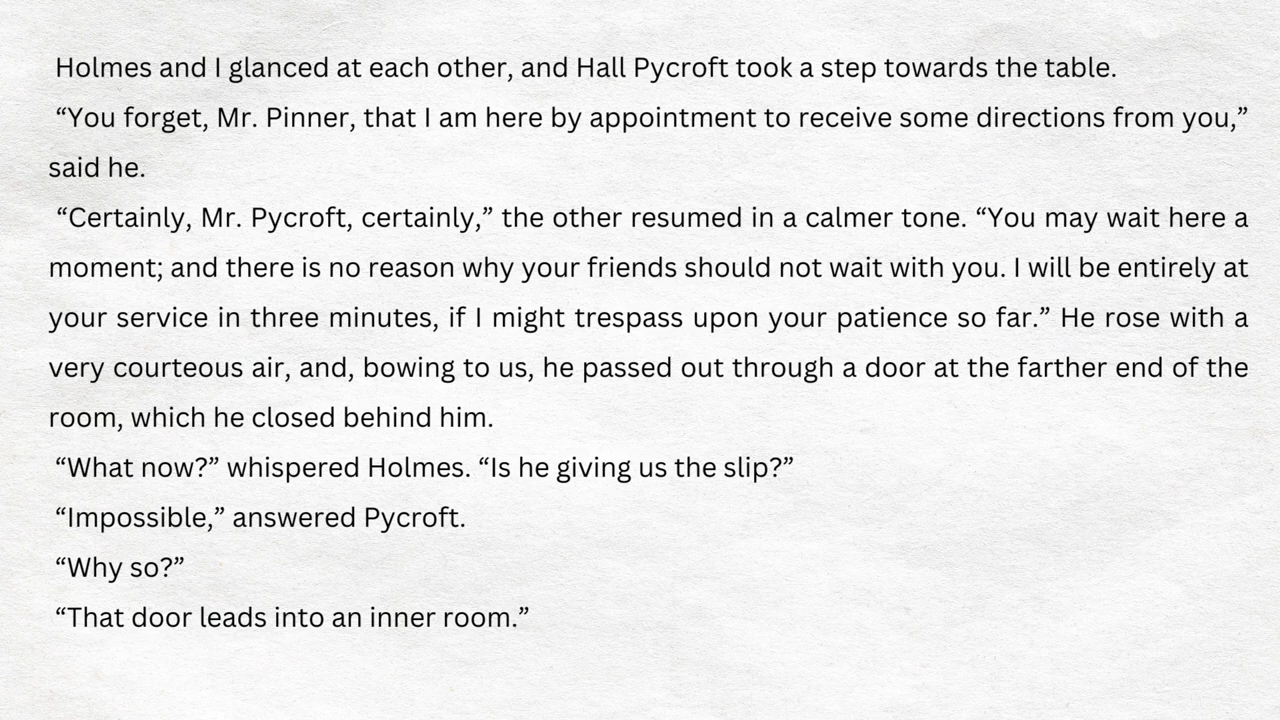 Holmes and I glanced at each other, and Hall Pycroft took a step towards the table.
“You forget, Mr. Pinner, that I am here by appointment to receive some directions from you,”
said he.
“Certainly, Mr. Pycroft, certainly,” the other resumed in a calmer tone. “You may wait here a
moment; and there is no reason why your friends should not wait with you. I will be entirely at
your service in three minutes, if I might trespass upon your patience so far.” He rose with a
very courteous air, and, bowing to us, he passed out through a door at the farther end of the
room, which he closed behind him.
“What now?” whispered Holmes. “Is he giving us the slip?”
“Impossible,” answered Pycroft.
“Why so?”
“That door leads into an inner room.”